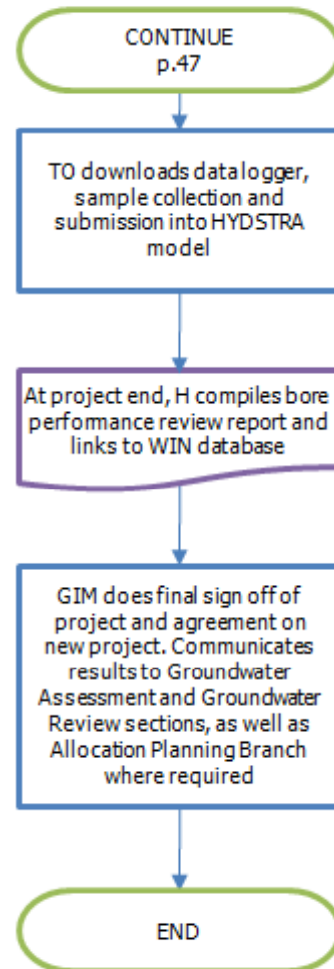 CONTINUE
p.47
TO downloads data logger,
sample collection and
submission into HYDSTRA
model
At project end, H compiles bore
performance review report and
links to WIN database
GIM does final sign off of
project and agreement on
new project. Communicates
results to Groundwater
Assessment and Groundwater
Review sections, as well as
Allocation Planning Branch
where required
END